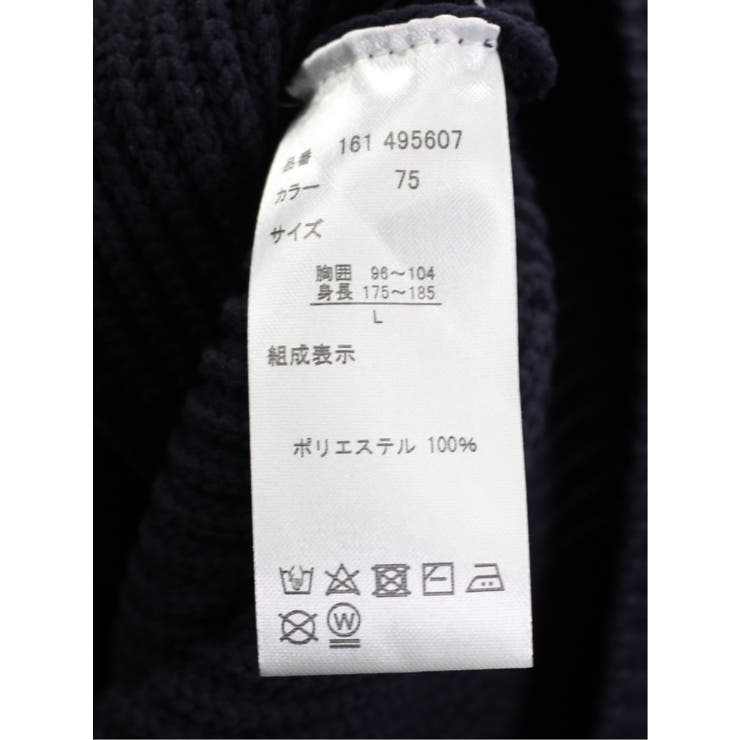 品番 161 495607
カラー 75
サイズ
胸囲 96～104
身長 175～185
L
組成表示
ポリエステル 100%
W